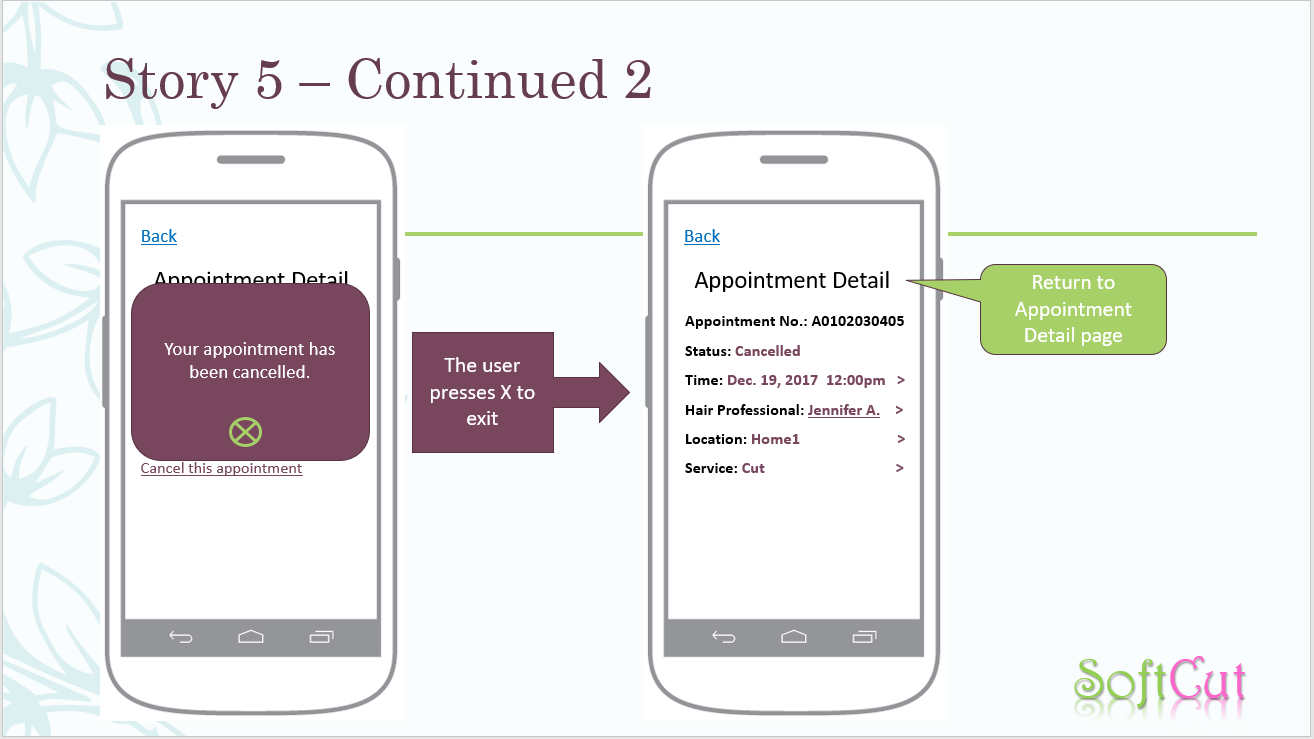 Story 5 – Continued 2
Back
Appointment Detail
Your appointment has
been cancelled.
Cancel this appointment
The user
presses X to
exit
Back
Appointment Detail
Appointment No.: A0102030405
Status: Cancelled
Time: Dec. 19, 2017 12:00pm >
Hair Professional: Jennifer A. >
Location: Home1 >
Service: Cut >
Return to
Appointment
Detail page
SoftCut